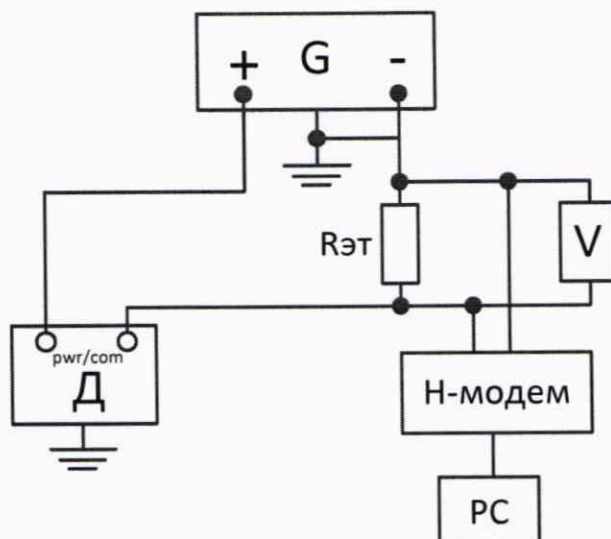 + G -
Rэт
V
pwr/com
Д
Н-модем
PC